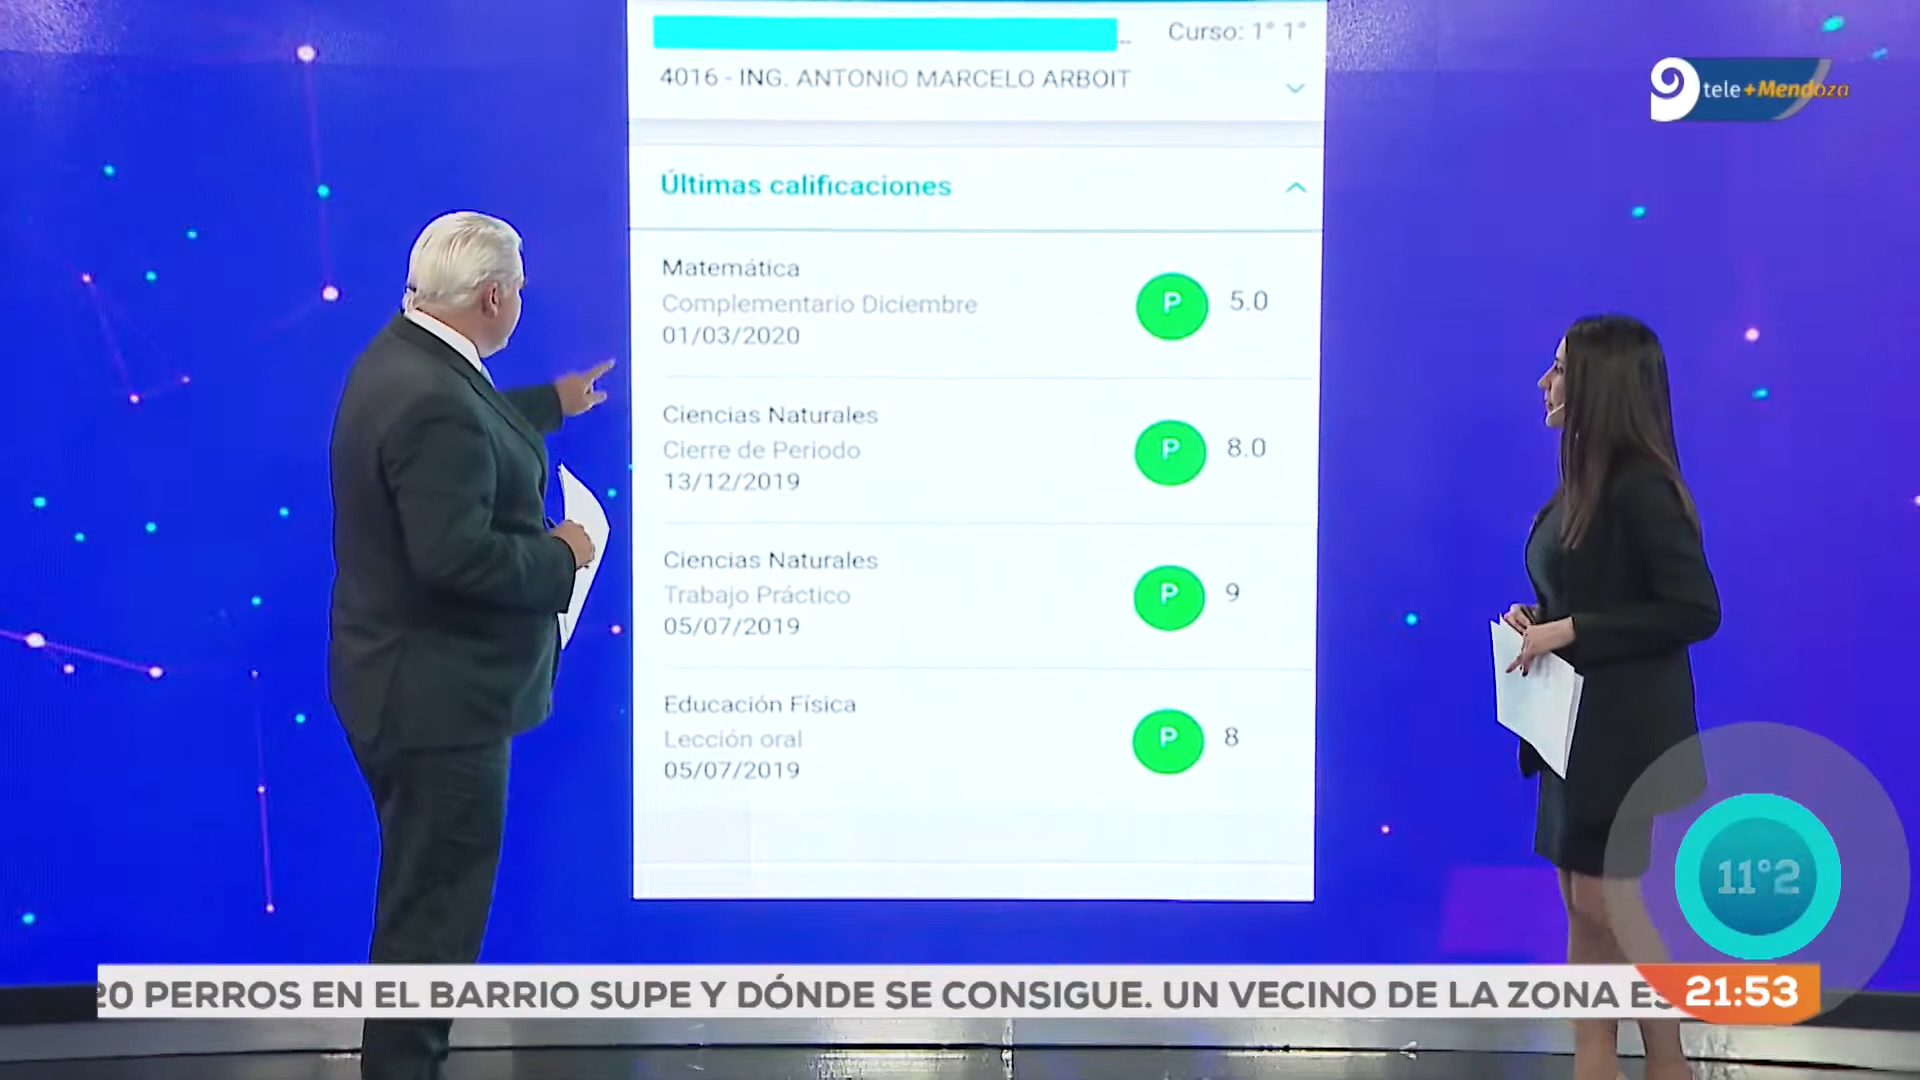 ... Curso: 1° 1°
4016 - ING. ANTONIO MARCELO ARBOIT
9 tele+Mendoza
Últimas calificaciones
Matemática
Complementario Diciembre
01/03/2020
P 5.0
Ciencias Naturales
Cierre de Periodo
13/12/2019
P 8.0
Ciencias Naturales
Trabajo Práctico
05/07/2019
P 9
Educación Física
Lección oral
05/07/2019
P 8
11°2
20 PERROS EN EL BARRIO SUPE Y DÓNDE SE CONSIGUE. UN VECINO DE LA ZONA ES
21:53